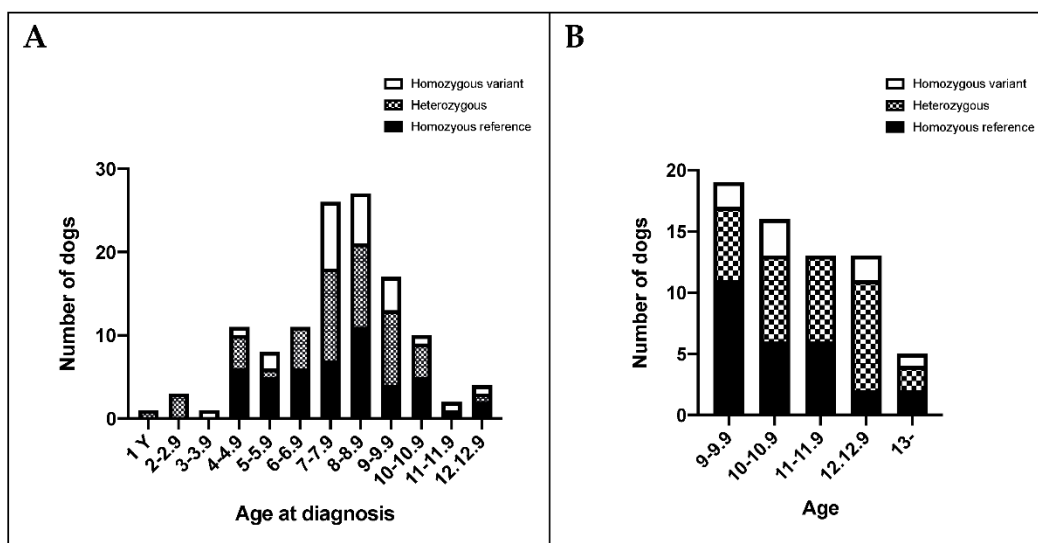 A
Homozygous variant
Heterozygous
Homozyous reference
30
20
10
0
Number of dogs
1 Y
2-2.9
3-3.9
4-4.9
5-5.9
6-6.9
7-7.9
8-8.9
9-9.9
10-10.9
11-11.9
12.12.9
Age at diagnosis
B
Homozygous variant
Heterozygous
Homozyous reference
20
15
10
5
0
Number of dogs
9-9.9
10-10.9
11-11.9
12.12.9
13-
Age